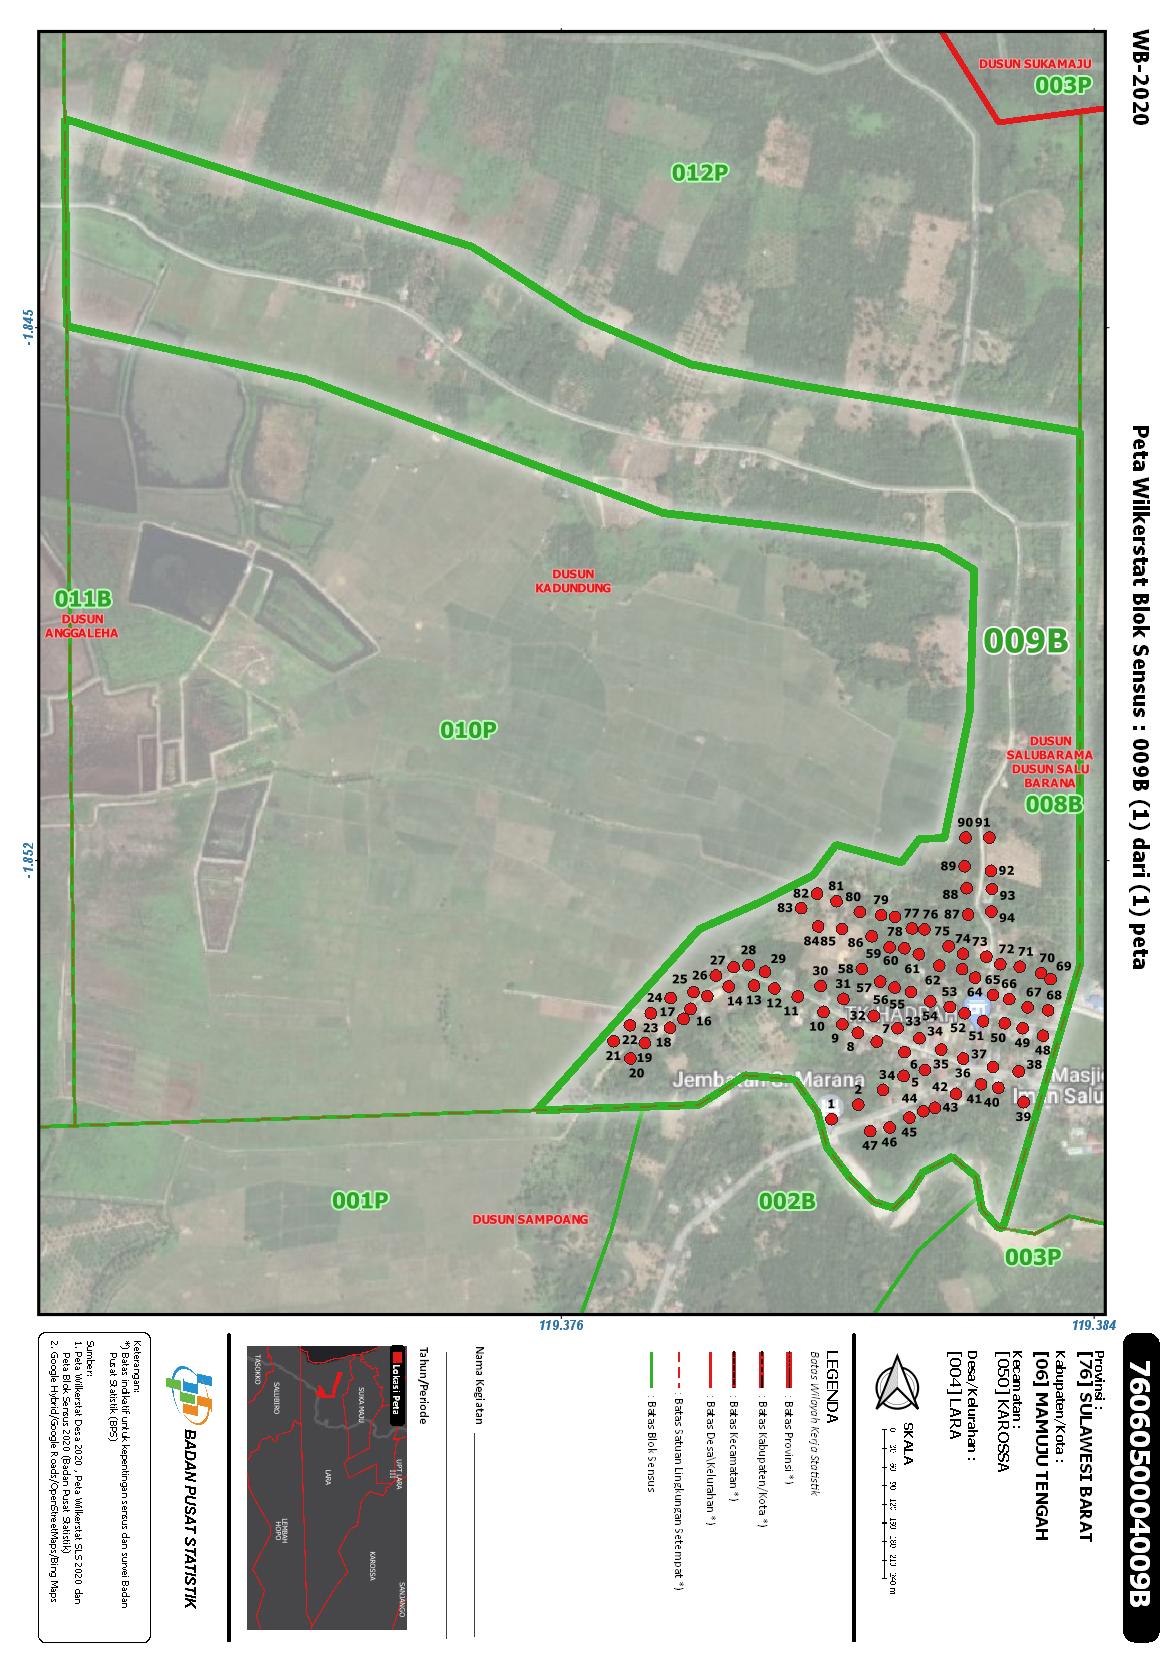 WB-2020
Peta Wilkerstat Blok Sensus : 009B (1) dari (1) peta
7606050004009B
DUSUN SUKAMAJU
003P
012P
DUSUN
KADUNDUNG
011B
DUSUN
ANGGALEHA
009B
010P
DUSUN
SALUBARAMA
DUSUN SALU
BARANA
008B
90 91
89 92
88 93
87 94
82 81 80 79
83
84 85 86
78 77 76 75 74 73 72 71 70 69
59 60 61 62 53 64 65 66 67 68
58 57 56 55 54 52 51 50 49 48
27 28 29 30 31
24 25 26 14 13 12 11
17 16 10 9 8
22 23 18
21 19
20
32 7 33 34
6 35 36 37 38
34 5 42 41 40 39
44 43
1 2
47 46 45
Jembatan S. Marana
Masji
Iman Salu
001P
DUSUN SAMPOANG
002B
003P
-1.845
-1.852
119.376
119.384
Provinsi :
[76] SULAWESI BARAT
Kabupaten/Kota :
[06] MAMUJU TENGAH
Kecamatan :
[050] KAROSSA
Desa/Kelurahan :
[004] LARA
SKALA
0 30 60 90 120 150 180 210 240 m
LEGENDA
Batas Wilayah Kerja Statistik
: Batas Provinsi *)
: Batas Kabupaten/Kota *)
: Batas Kecamatan *)
: Batas Desa\Kelurahan *)
: Batas Satuan Lingkungan Setempat *)
: Batas Blok Sensus
Nama Kegiatan
Tahun/Periode
Lokasi Peta
TASOKKO
SALUBIRO
SUKA MAJU
UPT LARA
III
LARA
LEMBAH
HOPO
KAROSSA
SANJANGO
BADAN PUSAT STATISTIK
Keterangan:
*) Batas indikatif untuk kepentingan sensus dan survei Badan
Pusat Statistik (BPS)
Sumber:
1. Peta Wilkerstat Desa 2020 , Peta Wilkerstat SLS 2020 dan
Peta Blok Sensus 2020 (Badan Pusat Statistik)
2. Google Hybrid/Google Roads/OpenStreetMaps/Bing Maps